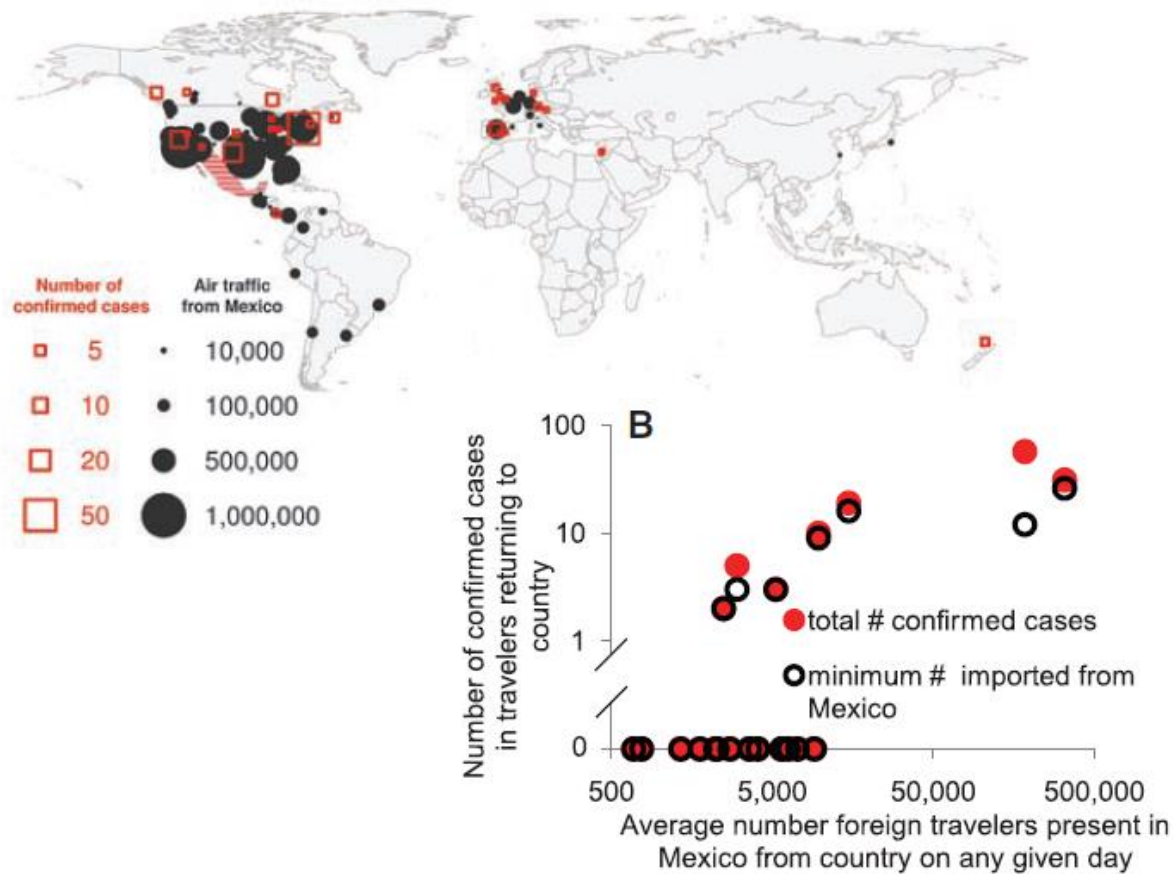 Number of confirmed cases
Air traffic from Mexico
5
10,000
10
100,000
20
500,000
50
1,000,000
B
Number of confirmed cases
in travelers returning to
country
100
10
1
0
total # confirmed cases
minimum # imported from
Mexico
500
5,000
50,000
500,000
Average number foreign travelers present in
Mexico from country on any given day